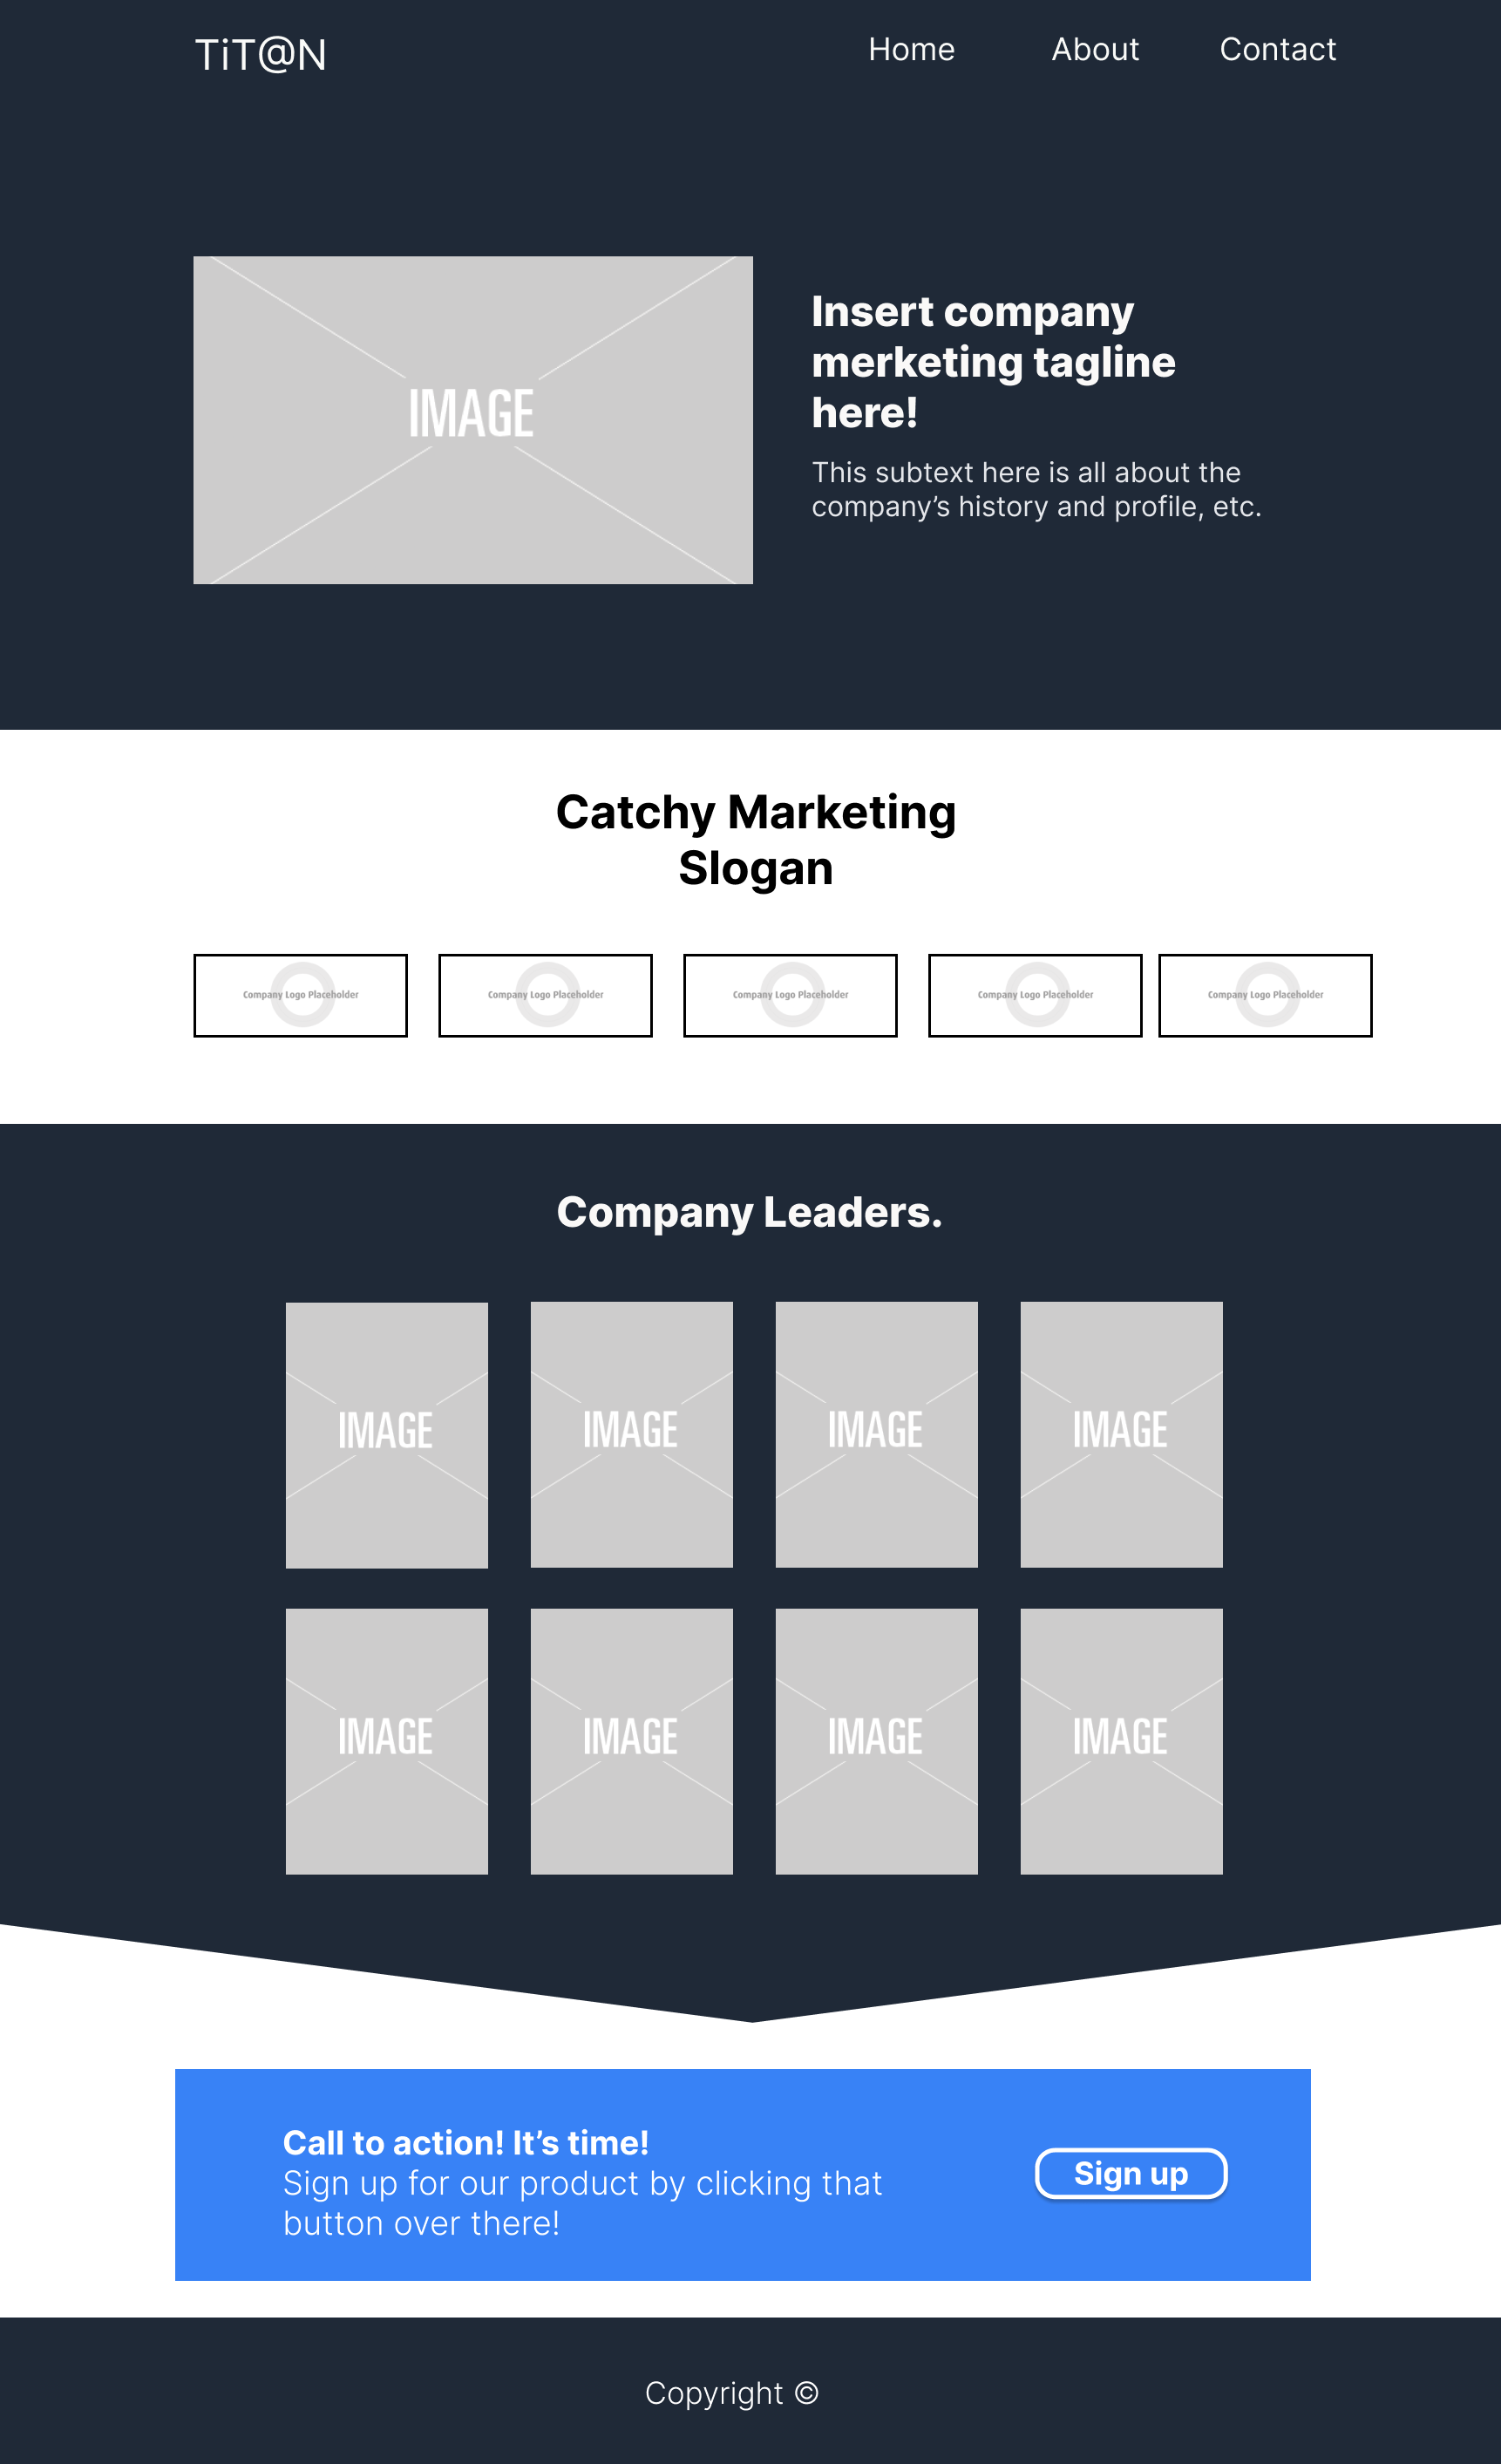 TiT@N
Home About Contact
IMAGE
Insert company
merketing tagline
here!
This subtext here is all about the
company’s history and profile, etc.
Catchy Marketing
Slogan
Company Logo Placeholder Company Logo Placeholder Company Logo Placeholder Company Logo Placeholder Company Logo Placeholder
Company Leaders.
IMAGE IMAGE IMAGE IMAGE
IMAGE IMAGE IMAGE IMAGE
Call to action! It’s time!
Sign up for our product by clicking that
button over there!
Sign up
Copyright ©